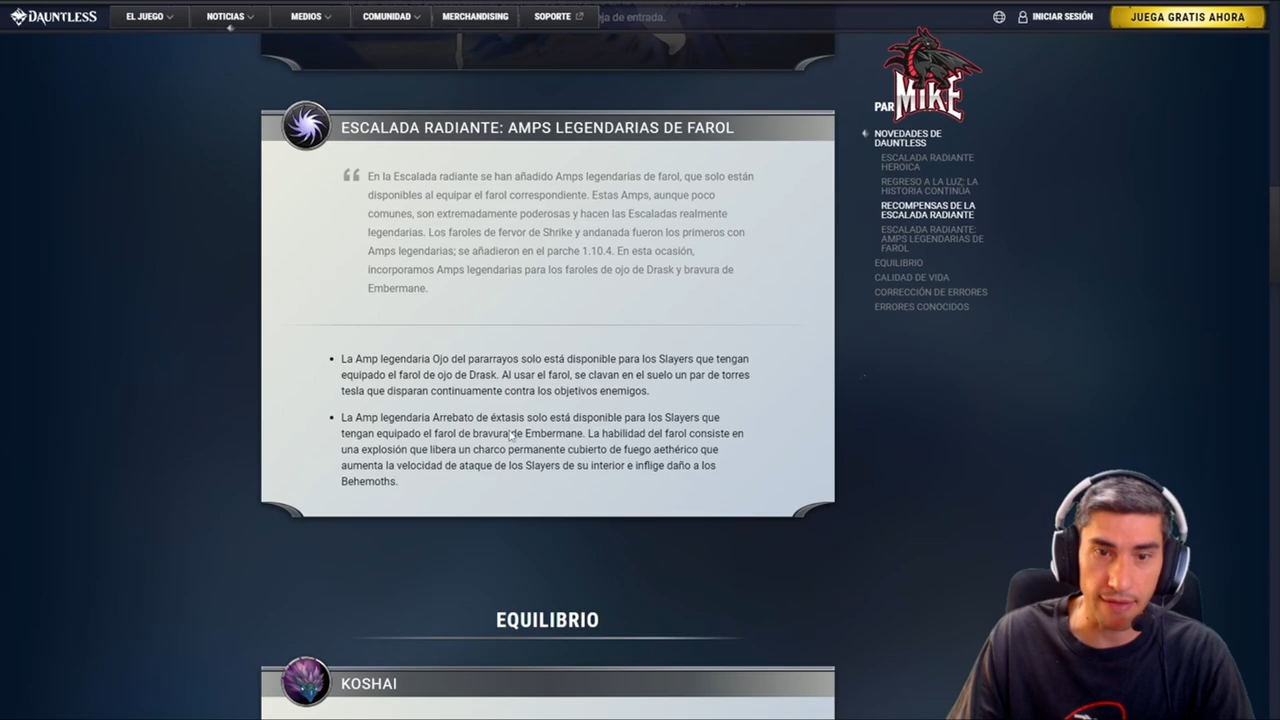 DAUNTLESS
EL JUEGO
NOTICIAS
MEDIOS
COMUNIDAD
MERCHANDISING
SOPORTE
INICIAR SESIÓN
JUEGA GRATIS AHORA
ja de entrada.
ESCALADA RADIANTE: AMPS LEGENDARIAS DE FAROL
En la Escalada radiante se han añadido Amps legendarias de farol, que solo están
disponibles al equipar el farol correspondiente. Estas Amps, aunque poco
comunes, son extremadamente poderosas y hacen las Escaladas realmente
legendarias. Los faroles de fervor de Shrike y andanada fueron los primeros con
Amps legendarias; se añadieron en el parche 1.10.4. En esta ocasión,
incorporamos Amps legendarias para los faroles de ojo de Drask y bravura de
Embermane.
• La Amp legendaria Ojo del pararrayos solo está disponible para los Slayers que tengan
equipado el farol de ojo de Drask. Al usar el farol, se clavan en el suelo un par de torres
tesla que disparan continuamente contra los objetivos enemigos.
• La Amp legendaria Arrebato de éxtasis solo está disponible para los Slayers que
tengan equipado el farol de bravura de Embermane. La habilidad del farol consiste en
una explosión que libera un charco permanente cubierto de fuego aethérico que
aumenta la velocidad de ataque de los Slayers de su interior e inflige daño a los
Behemoths.
EQUILIBRIO
KOSHAI
MIKE
PAR
NOVEDADES DE
DAUNTLESS
ESCALADA RADIANTE
HEROICA
REGRESO A LA LUZ: LA
HISTORIA CONTINÚA
RECOMPENSAS DE LA
ESCALADA RADIANTE
ESCALADA RADIANTE:
AMPS LEGENDARIAS DE
FAROL
EQUILIBRIO
CALIDAD DE VIDA
CORRECCIÓN DE ERRORES
ERRORES CONOCIDOS